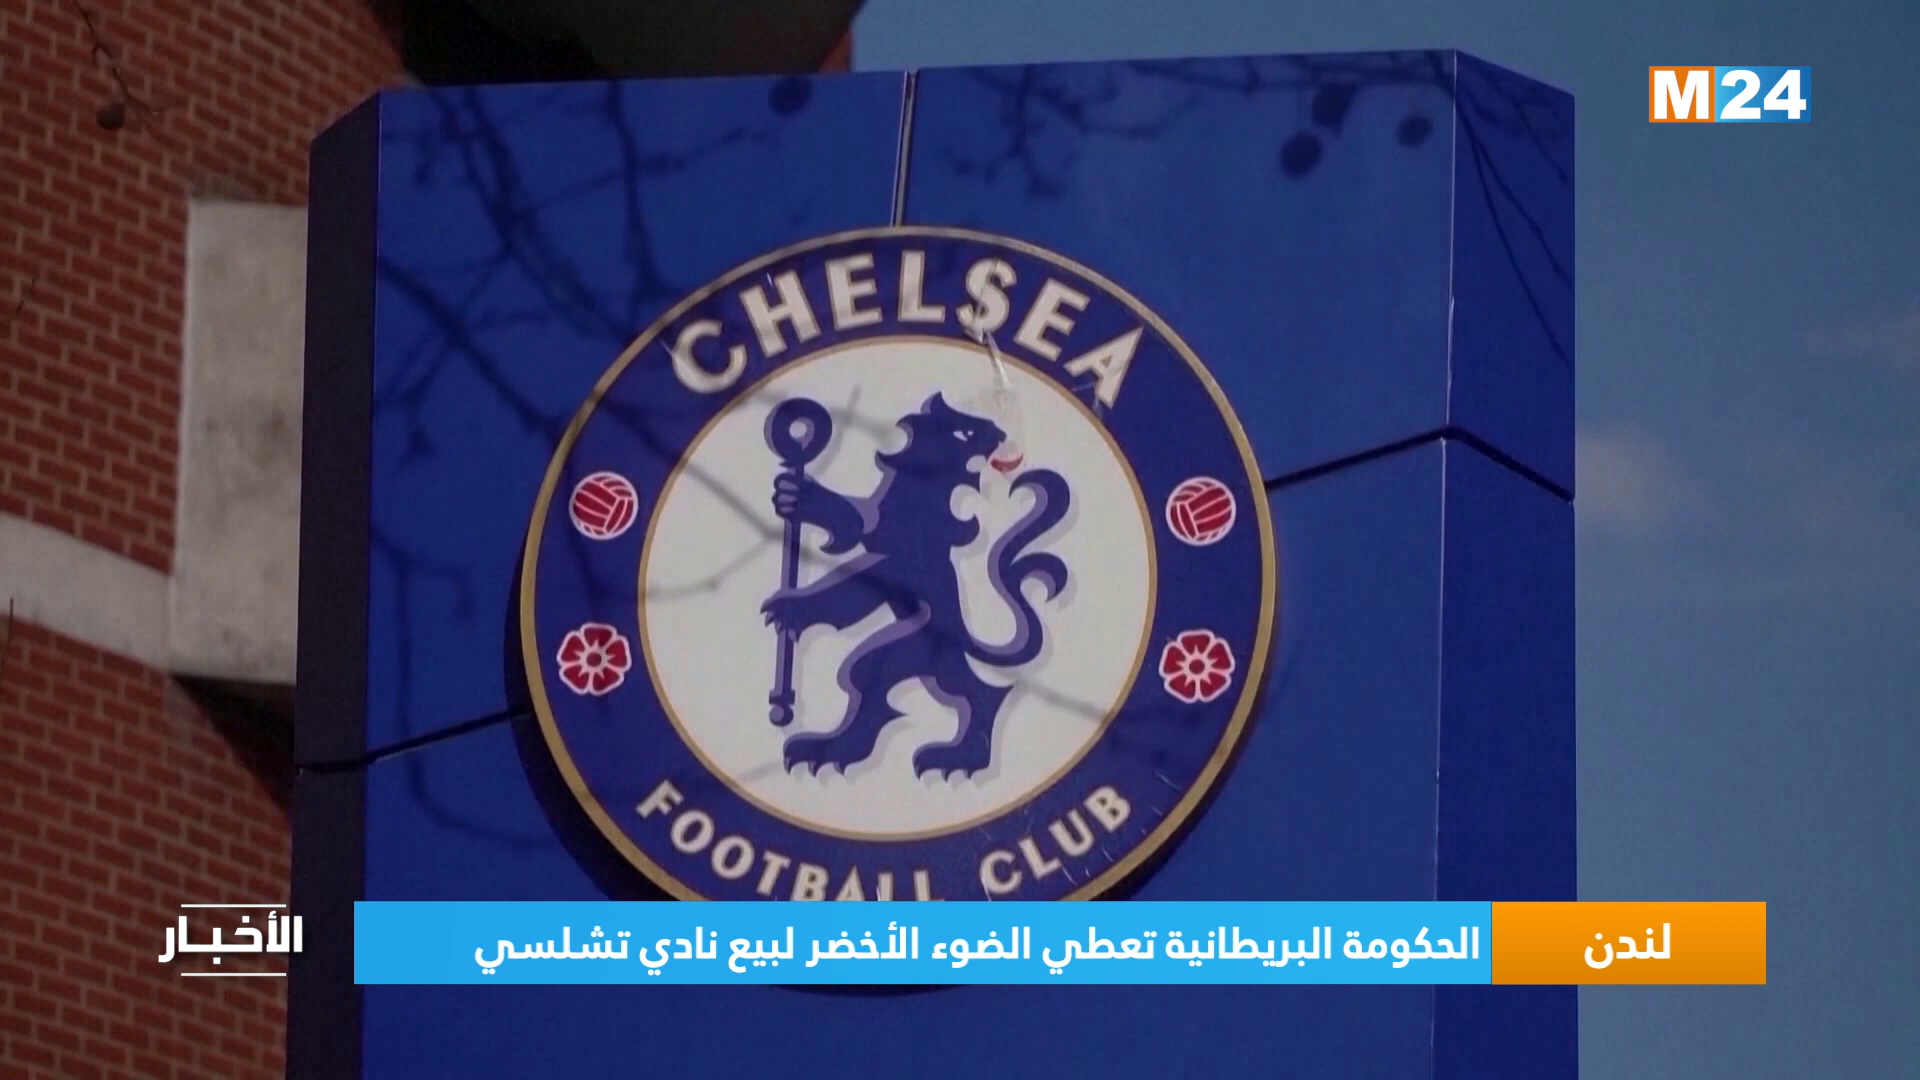 M24
CHELSEA
FOOTBALL CLUB
لندن
الحكومة البريطانية تعطي الضوء الأخضر لبيع نادي تشلسي
الأخبار